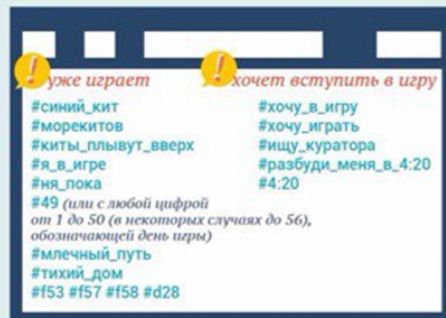 ! уже играет
#синий_кит
#морекитов
#киты_плывут_вверх
#я_в_игре
#ня_пока
#49 (или с любой цифрой
от 1 до 50 (в некоторых случаях до 56),
обозначающей день игры)
#млечный_путь
#тихий_дом
#f53 #f57 #f58 #d28
! хочет вступить в игру
#хочу_в_игру
#хочу_играть
#ищу_куратора
#разбуди_меня_в_4:20
#4:20